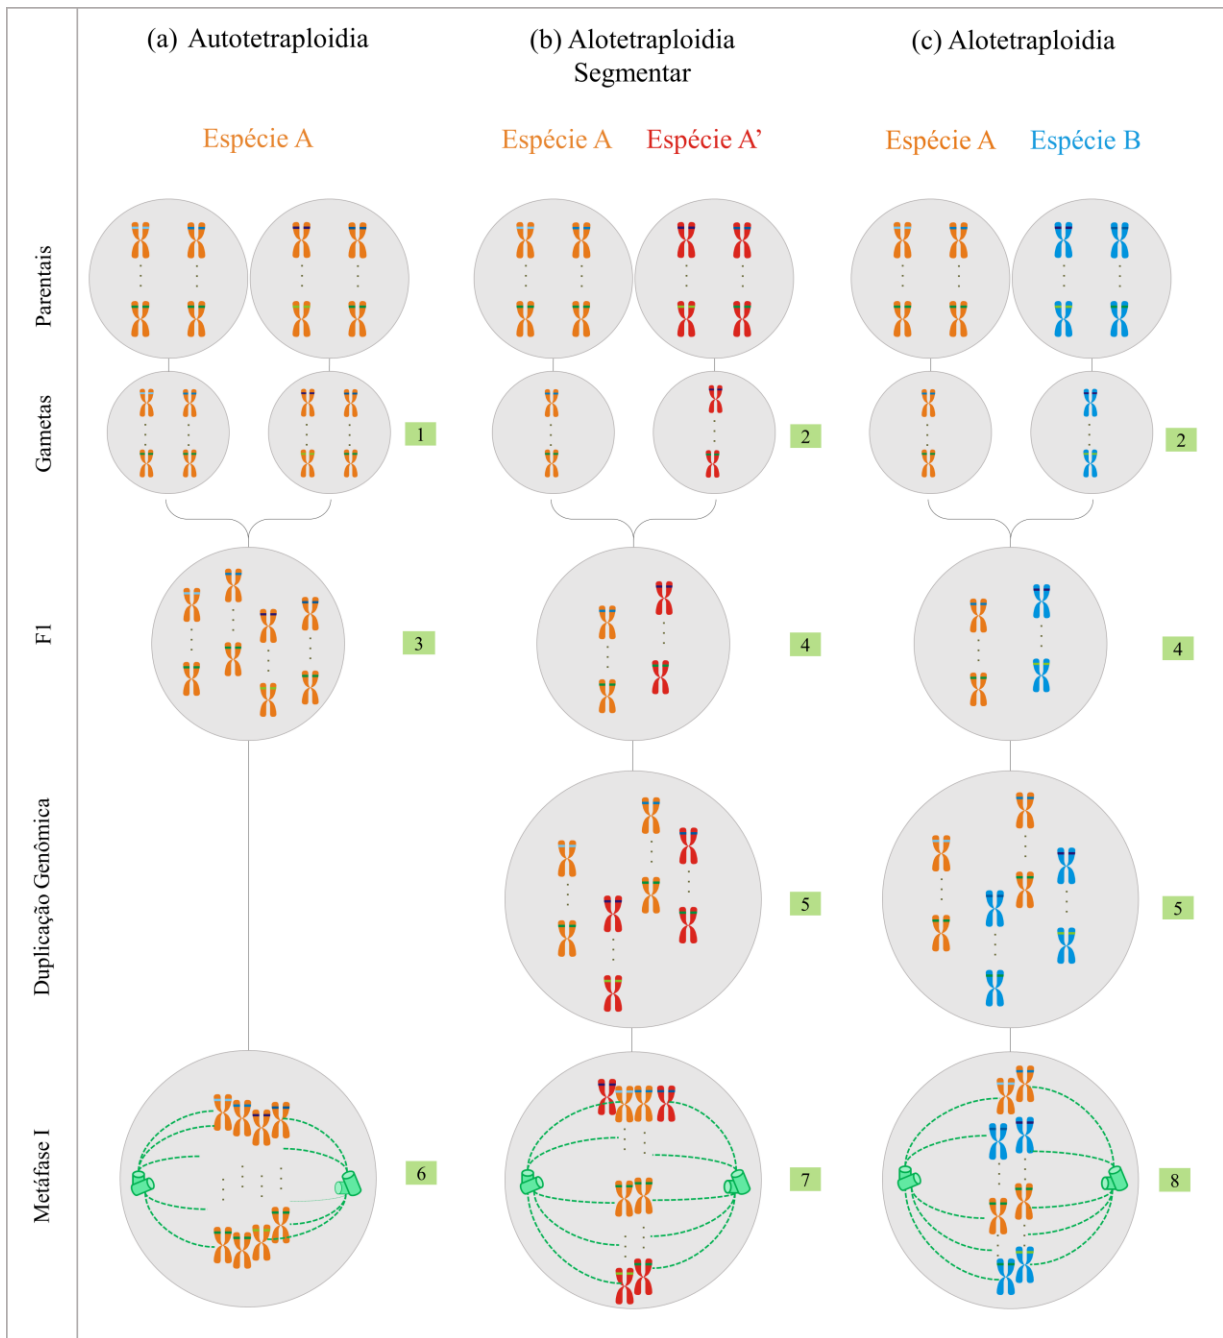 (a) Autotetraploidia
(b) Alotetraploidia
Segmentar
(c) Alotetraploidia
Espécie A
Espécie A
Espécie A’
Espécie A
Espécie B
Parentais
Gametas
1
2
2
F1
3
4
4
Duplicação Genômica
5
5
Metáfase I
6
7
8